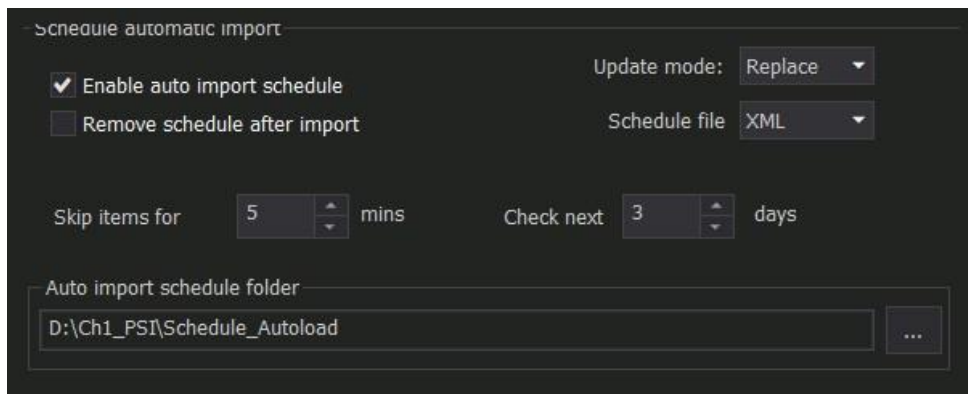 Schedule automatic import
Enable auto import schedule
Update mode: Replace
Remove schedule after import
Schedule file XML
Skip items for 5 mins Check next 3 days
Auto import schedule folder
D:\Ch1_PSI\Schedule_Autoload ...